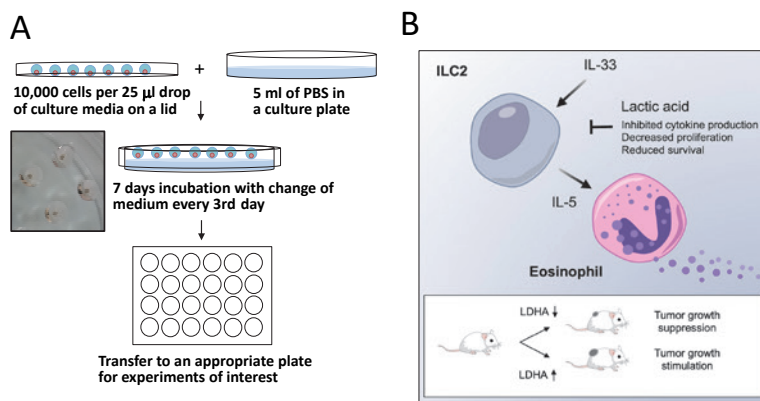 A
+
10,000 cells per 25 µl drop
of culture media on a lid
5 ml of PBS in
a culture plate
7 days incubation with change of
medium every 3rd day
Transfer to an appropriate plate
for experiments of interest
B
ILC2
IL-33
Lactic acid
Inhibited cytokine production
Decreased proliferation
Reduced survival
IL-5
Eosinophil
LDHA
Tumor growth
suppression
Tumor growth
stimulation
LDHA